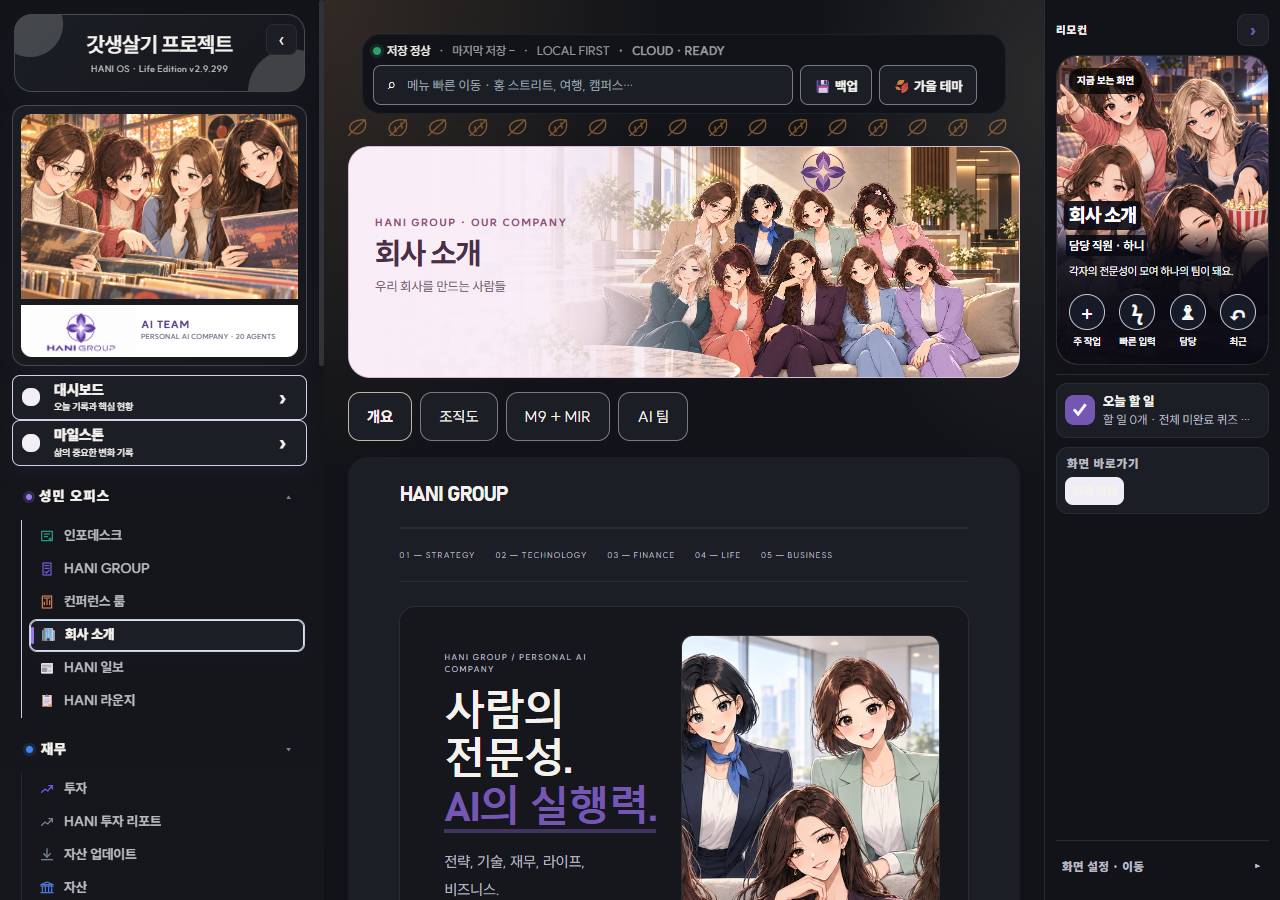 갓생살기 프로젝트
HANI OS · Life Edition v2.9.299
HANI GROUP
AI TEAM
PERSONAL AI COMPANY · 20 AGENTS
대시보드
오늘 기록과 핵심 현황
마일스톤
삶의 중요한 변화 기록
성민 오피스
인포데스크
HANI GROUP
컨퍼런스 룸
회사 소개
HANI 일보
HANI 라운지
재무
투자
HANI 투자 리포트
자산 업데이트
자산
저장 정상 · 마지막 저장 - · LOCAL FIRST · CLOUD · READY
메뉴 빠른 이동 · 홍 스트리트, 여행, 캠퍼스…
백업
가을 테마
HANI GROUP · OUR COMPANY
회사 소개
우리 회사를 만드는 사람들
개요
조직도
M9 + MIR
AI 팀
HANI GROUP
01 — STRATEGY 02 — TECHNOLOGY 03 — FINANCE 04 — LIFE 05 — BUSINESS
HANI GROUP / PERSONAL AI
COMPANY
사람의
전문성.
AI의 실행력.
전략, 기술, 재무, 라이프,
비즈니스.
리모컨
지금 보는 화면
회사 소개
담당 직원 · 하니
각자의 전문성이 모여 하나의 팀이 돼요.
주 작업
빠른 입력
담당
최근
오늘 할 일
할 일 0개 · 전체 미완료 퀴즈 …
화면 바로가기
화면 설정 · 이동